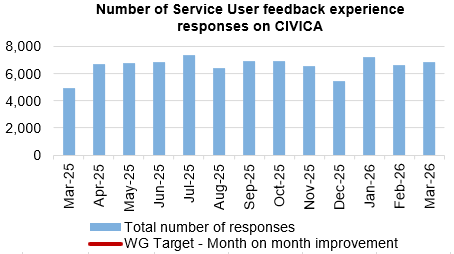 Number of Service User feedback experience
responses on CIVICA
8,000
6,000
4,000
2,000
0
Mar-25
Apr-25
May-25
Jun-25
Jul-25
Aug-25
Sep-25
Oct-25
Nov-25
Dec-25
Jan-26
Feb-26
Mar-26
Total number of responses
WG Target - Month on month improvement